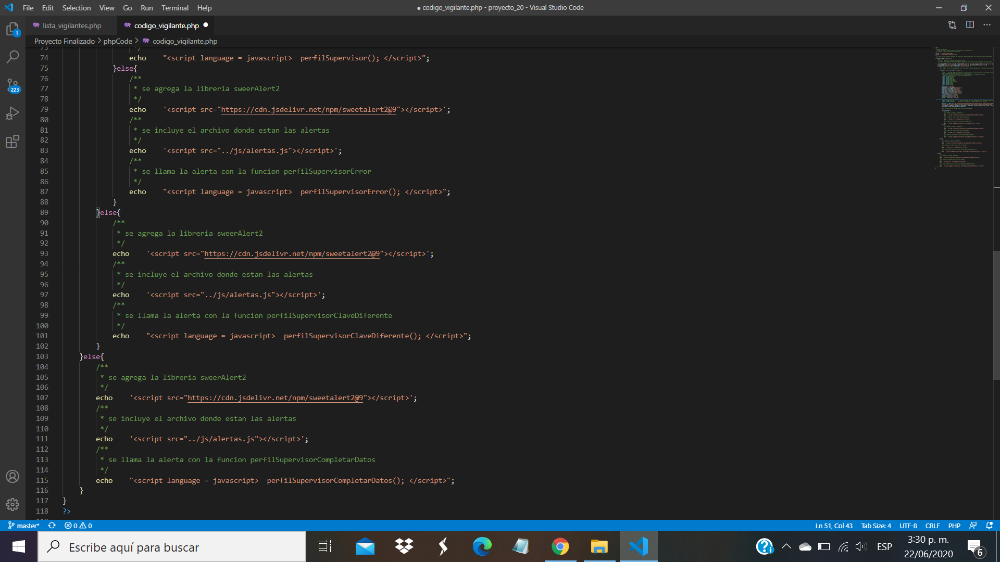 File Edit Selection View Go Run Terminal Help
● codigo_vigilante.php - proyecto_20 - Visual Studio Code
lista_vigilantes.php
codigo_vigilante.php ●
Proyecto Finalizado > phpCode > codigo_vigilante.php
73 */
74 echo "<script language = javascript> perfilSupervisor(); </script>";
75 }else{
76 /**
77 * se agrega la libreria sweerAlert2
78 */
79 echo '<script src="https://cdn.jsdelivr.net/npm/sweetalert2@9"></script>';
80 /**
81 * se incluye el archivo donde estan las alertas
82 */
83 echo '<script src="../js/alertas.js"></script>';
84 /**
85 * se llama la alerta con la funcion perfilSupervisorError
86 */
87 echo "<script language = javascript> perfilSupervisorError(); </script>";
88 }
89 }else{
90 /**
91 * se agrega la libreria sweerAlert2
92 */
93 echo '<script src="https://cdn.jsdelivr.net/npm/sweetalert2@9"></script>';
94 /**
95 * se incluye el archivo donde estan las alertas
96 */
97 echo '<script src="../js/alertas.js"></script>';
98 /**
99 * se llama la alerta con la funcion perfilSupervisorClaveDiferente
100 */
101 echo "<script language = javascript> perfilSupervisorClaveDiferente(); </script>";
102 }
103 }else{
104 /**
105 * se agrega la libreria sweerAlert2
106 */
107 echo '<script src="https://cdn.jsdelivr.net/npm/sweetalert2@9"></script>';
108 /**
109 * se incluye el archivo donde estan las alertas
110 */
111 echo '<script src="../js/alertas.js"></script>';
112 /**
113 * se llama la alerta con la funcion perfilSupervisorCompletarDatos
114 */
115 echo "<script language = javascript> perfilSupervisorCompletarDatos(); </script>";
116 }
117 }
118 ?>
1
223
master* 0 0
Ln 51, Col 43 Tab Size: 4 UTF-8 CRLF PHP
Escribe aquí para buscar
ESP
3:30 p. m.
22/06/2020
6